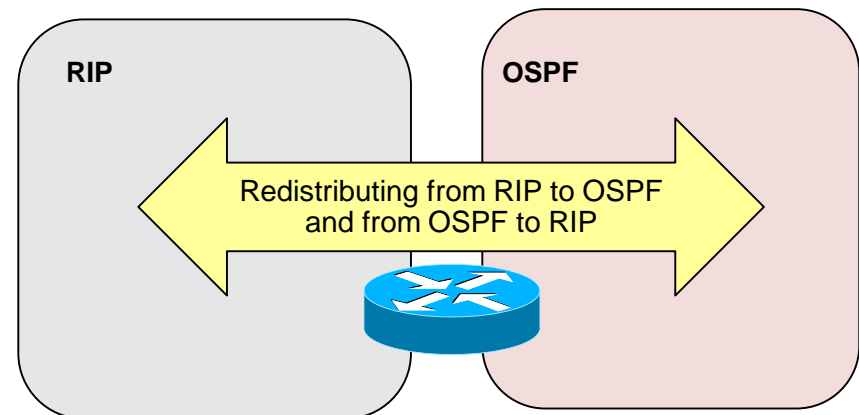 RIP
OSPF
Redistributing from RIP to OSPF
and from OSPF to RIP